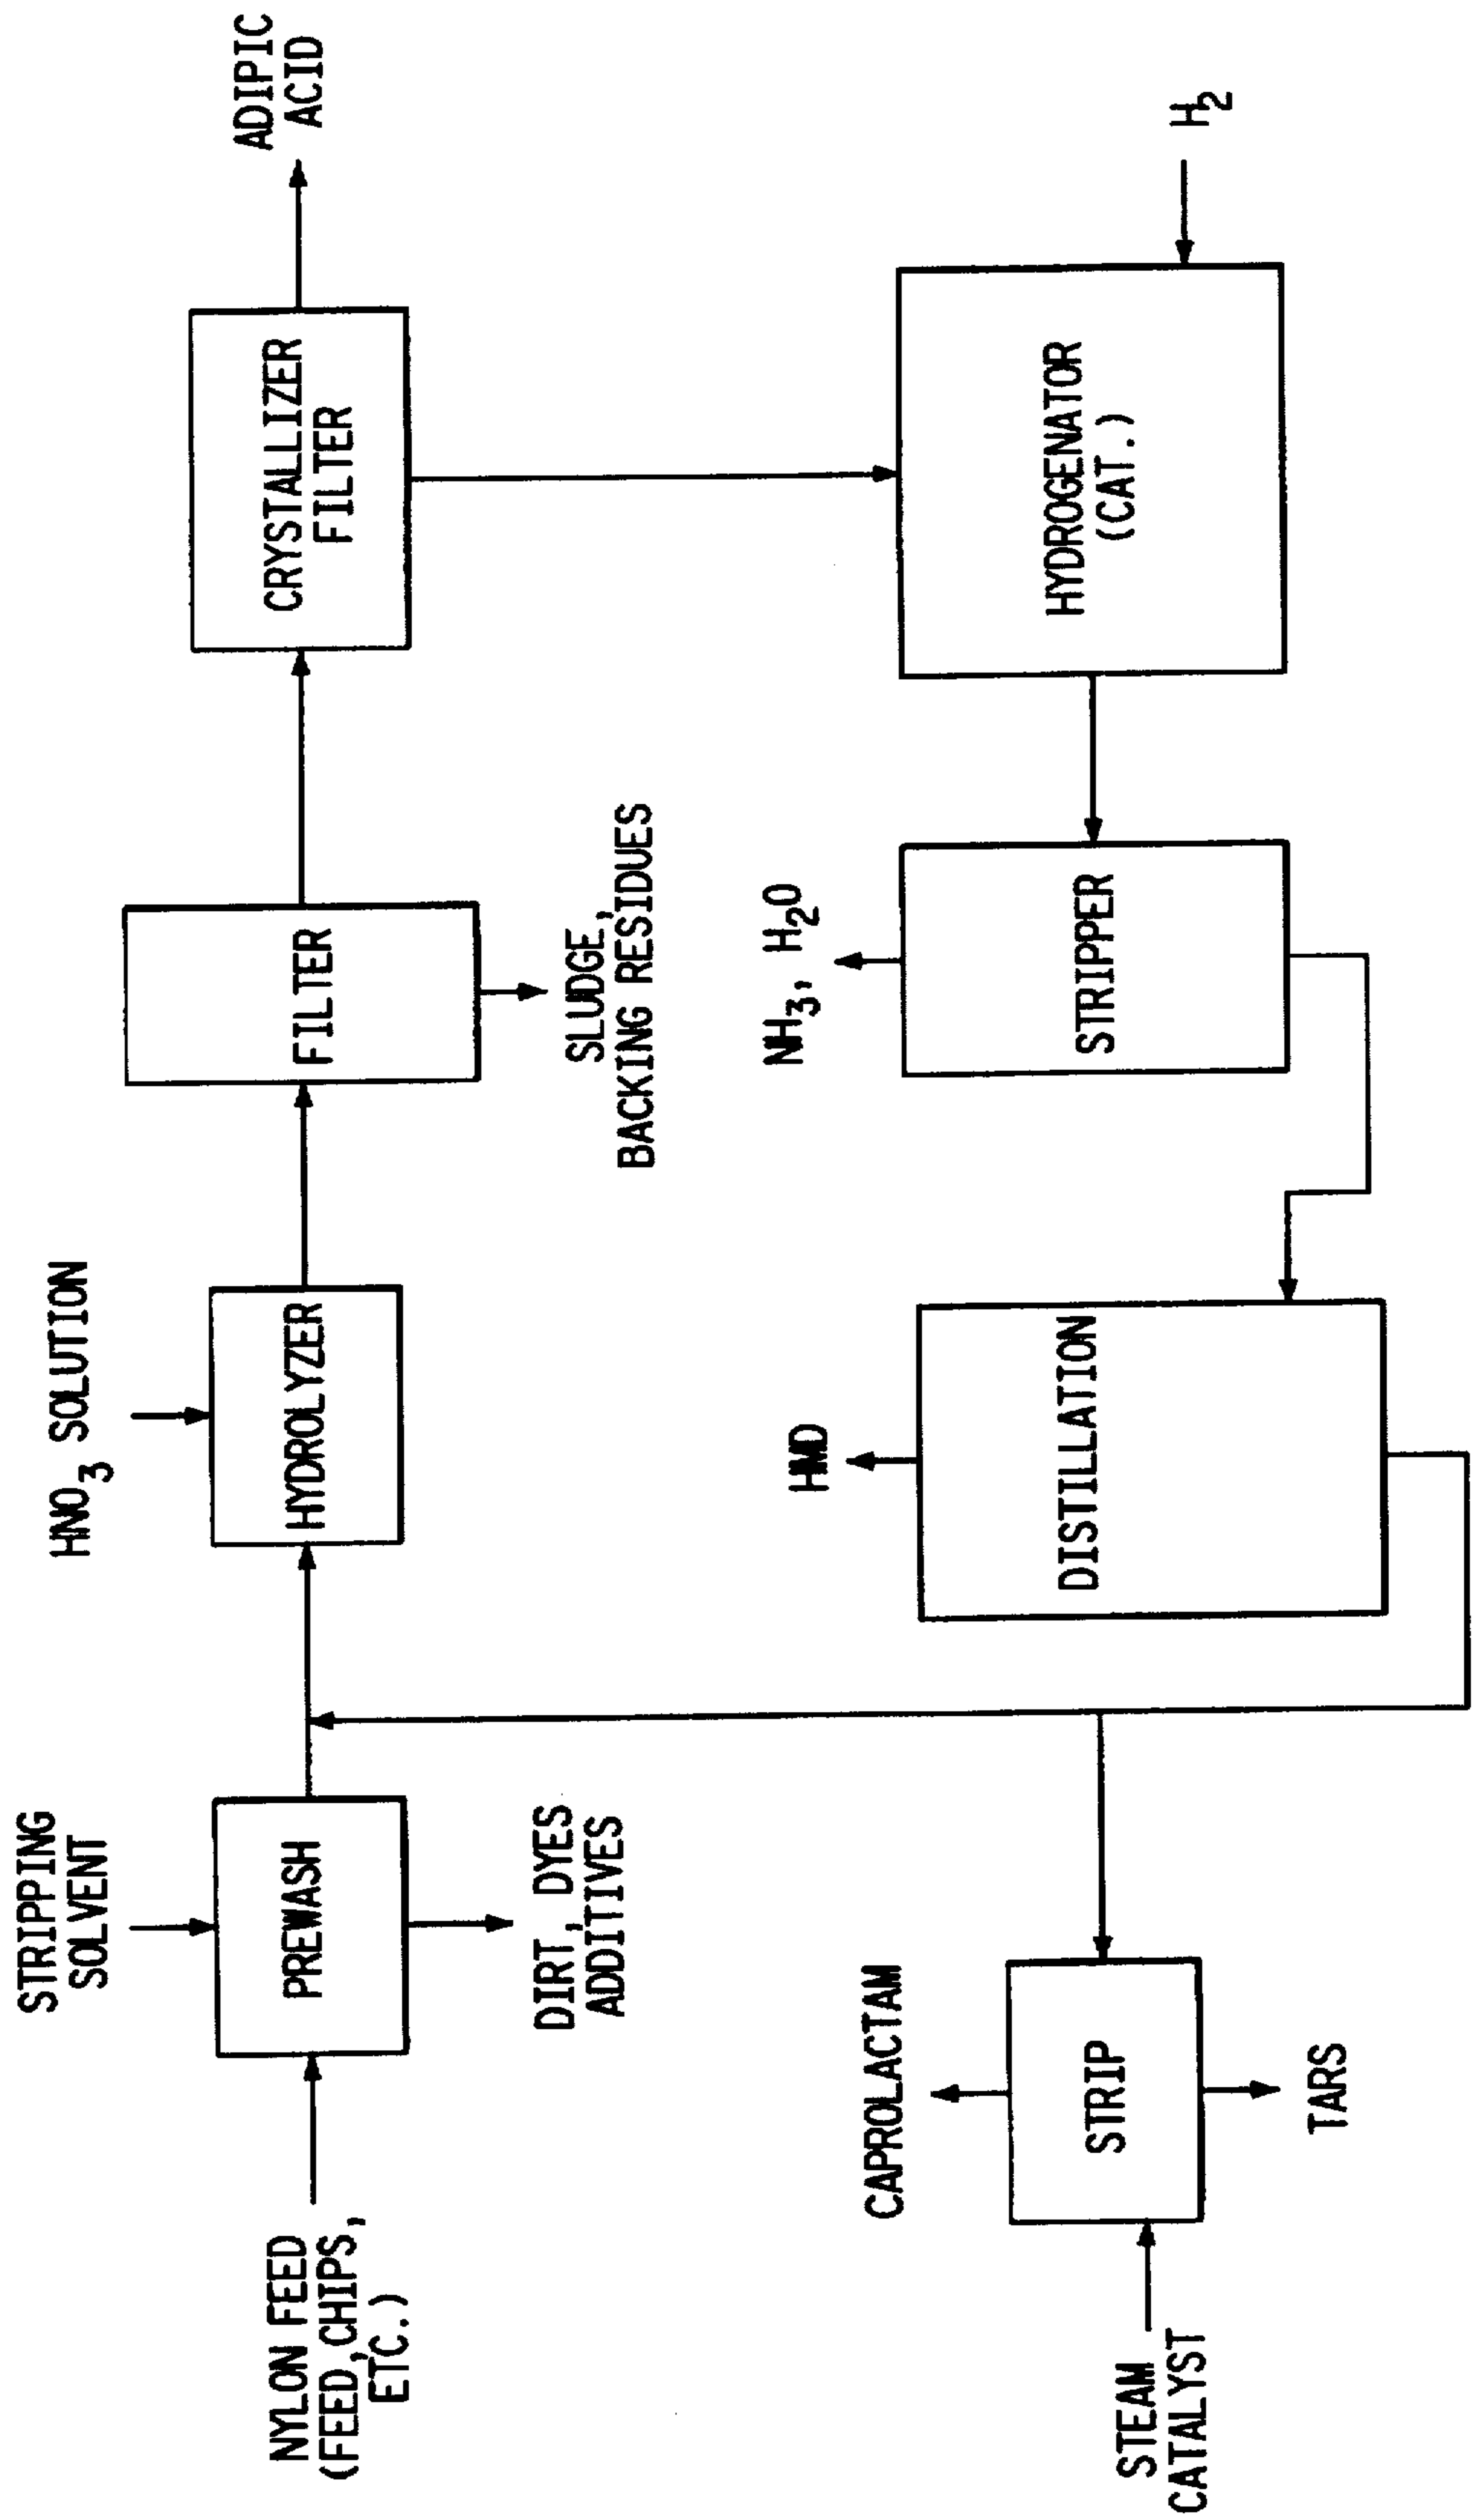 STRIPPING
SOLVENT
HNO3 SOLUTION
NYLON FEED
(FEED, CHIPS,
ETC.)
PREWASH
HYDROLYZER
FILTER
CRYSTALLIZER
FILTER
ADIPIC
ACID
DIRT, DYES
ADDITIVES
SLUDGE,
BACKING RESIDUES
CAPROLACTAM
HMD
NH3, H2O
STEAM
CATALYST
STRIP
DISTILLATION
STRIPPER
HYDROGENATOR
(CAT.)
H2
TARS